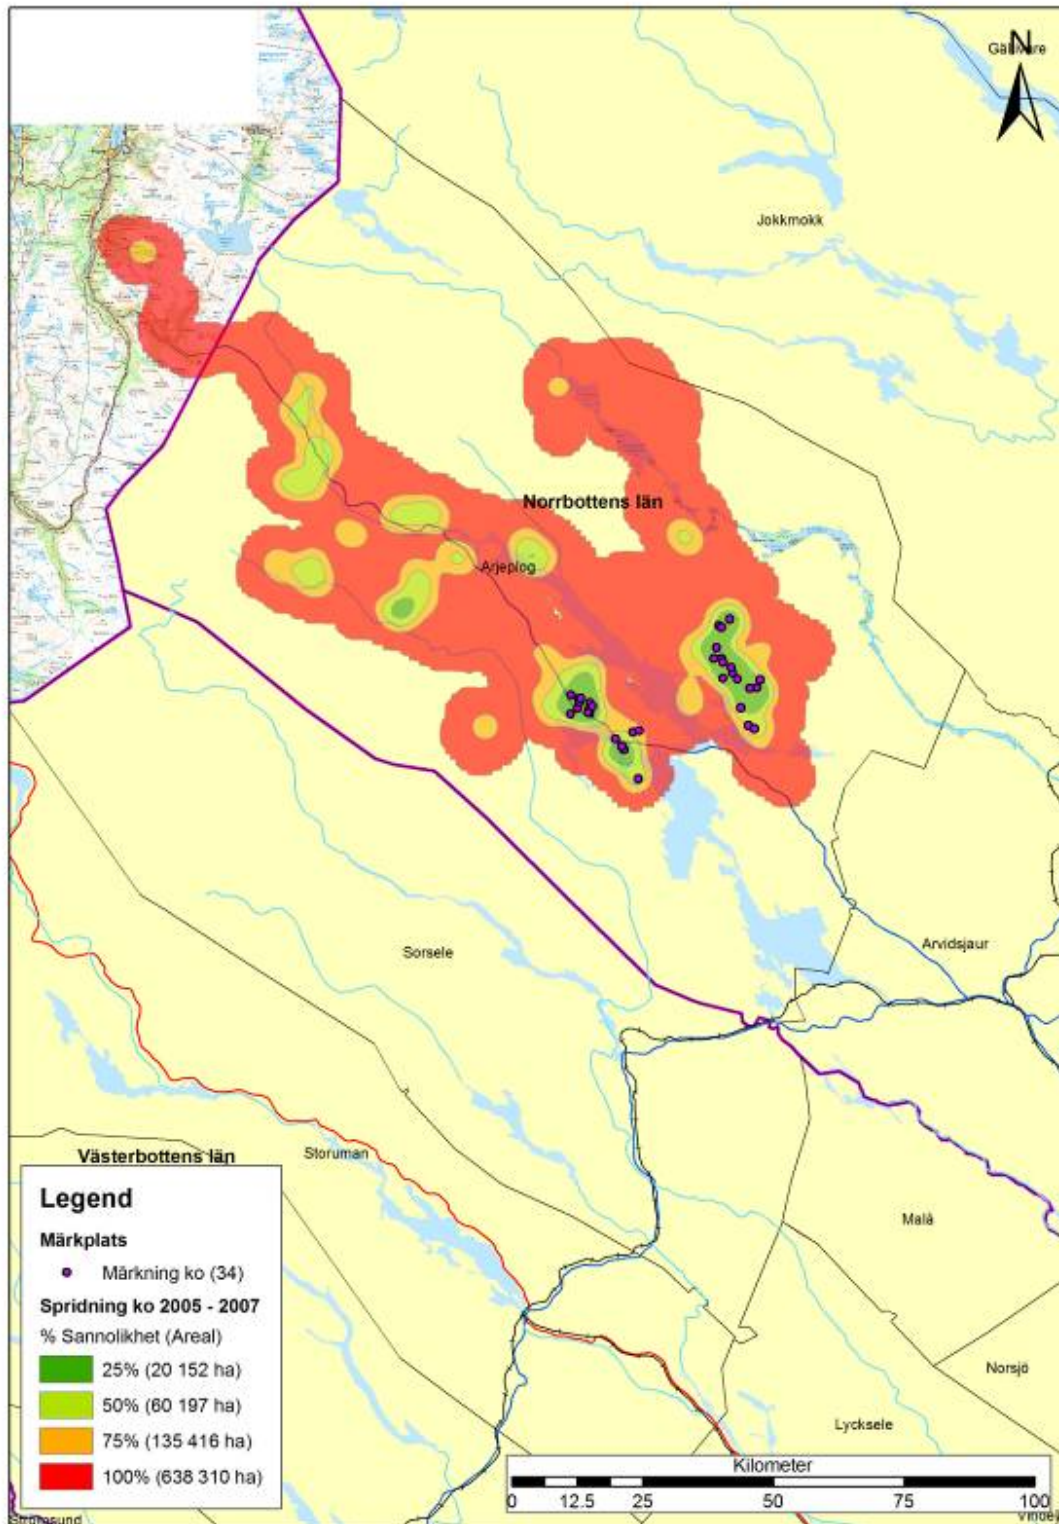 N
Gällivare
Jokkmokk
Norrbottens län
Arjeplog
Arvidsjaur
Sorsele
Storuman
Västerbottens län
Malå
Norsjö
Lycksele
Legend
Märkplats
Märkning ko (34)
Spridning ko 2005 - 2007
% Sannolikhet (Areal)
25% (20 152 ha)
50% (60 197 ha)
75% (135 416 ha)
100% (638 310 ha)
Kilometer
0 12.5 25 50 75 100